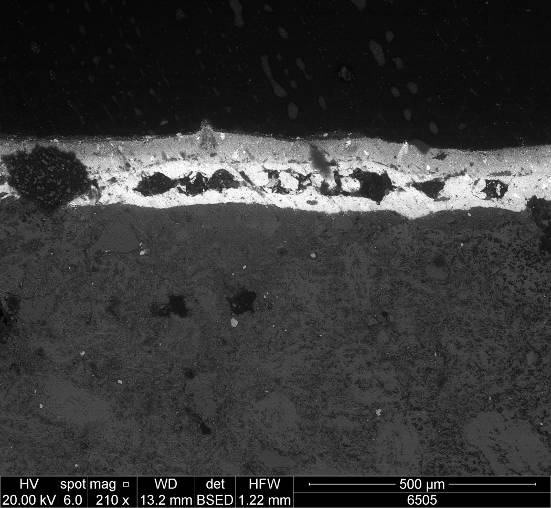 HV spot mag □ WD det HFW 500 µm
20.00 kV 6.0 210 x 13.2 mm BSED 1.22 mm 6505